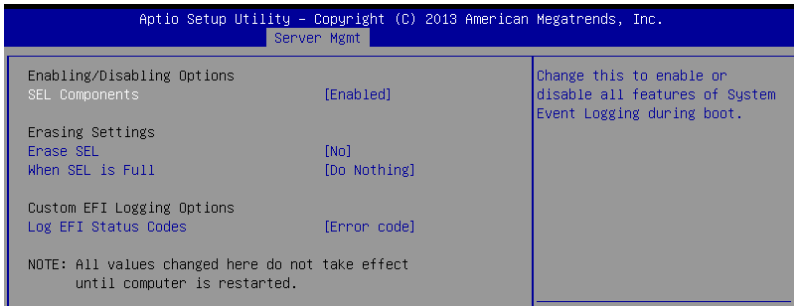 Aptio Setup Utility – Copyright (C) 2013 American Megatrends, Inc.
Server Mgmt
Enabling/Disabling Options
SEL Components [Enabled]
Erasing Settings
Erase SEL [No]
When SEL is Full [Do Nothing]
Custom EFI Logging Options
Log EFI Status Codes [Error code]
NOTE: All values changed here do not take effect
until computer is restarted.
Change this to enable or
disable all features of System
Event Logging during boot.